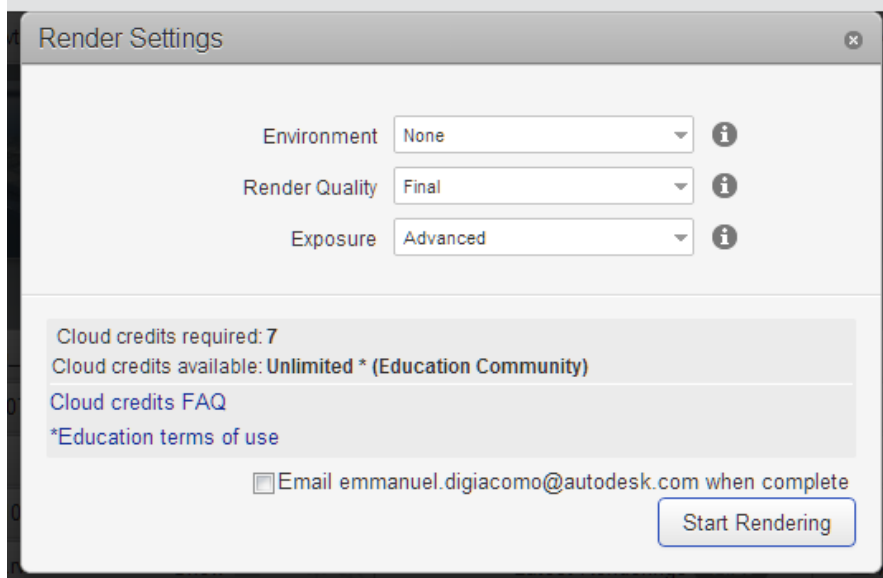 Render Settings
Environment None
Render Quality Final
Exposure Advanced
Cloud credits required: 7
Cloud credits available: Unlimited * (Education Community)
Cloud credits FAQ
*Education terms of use
Email emmanuel.digiacomo@autodesk.com when complete
Start Rendering